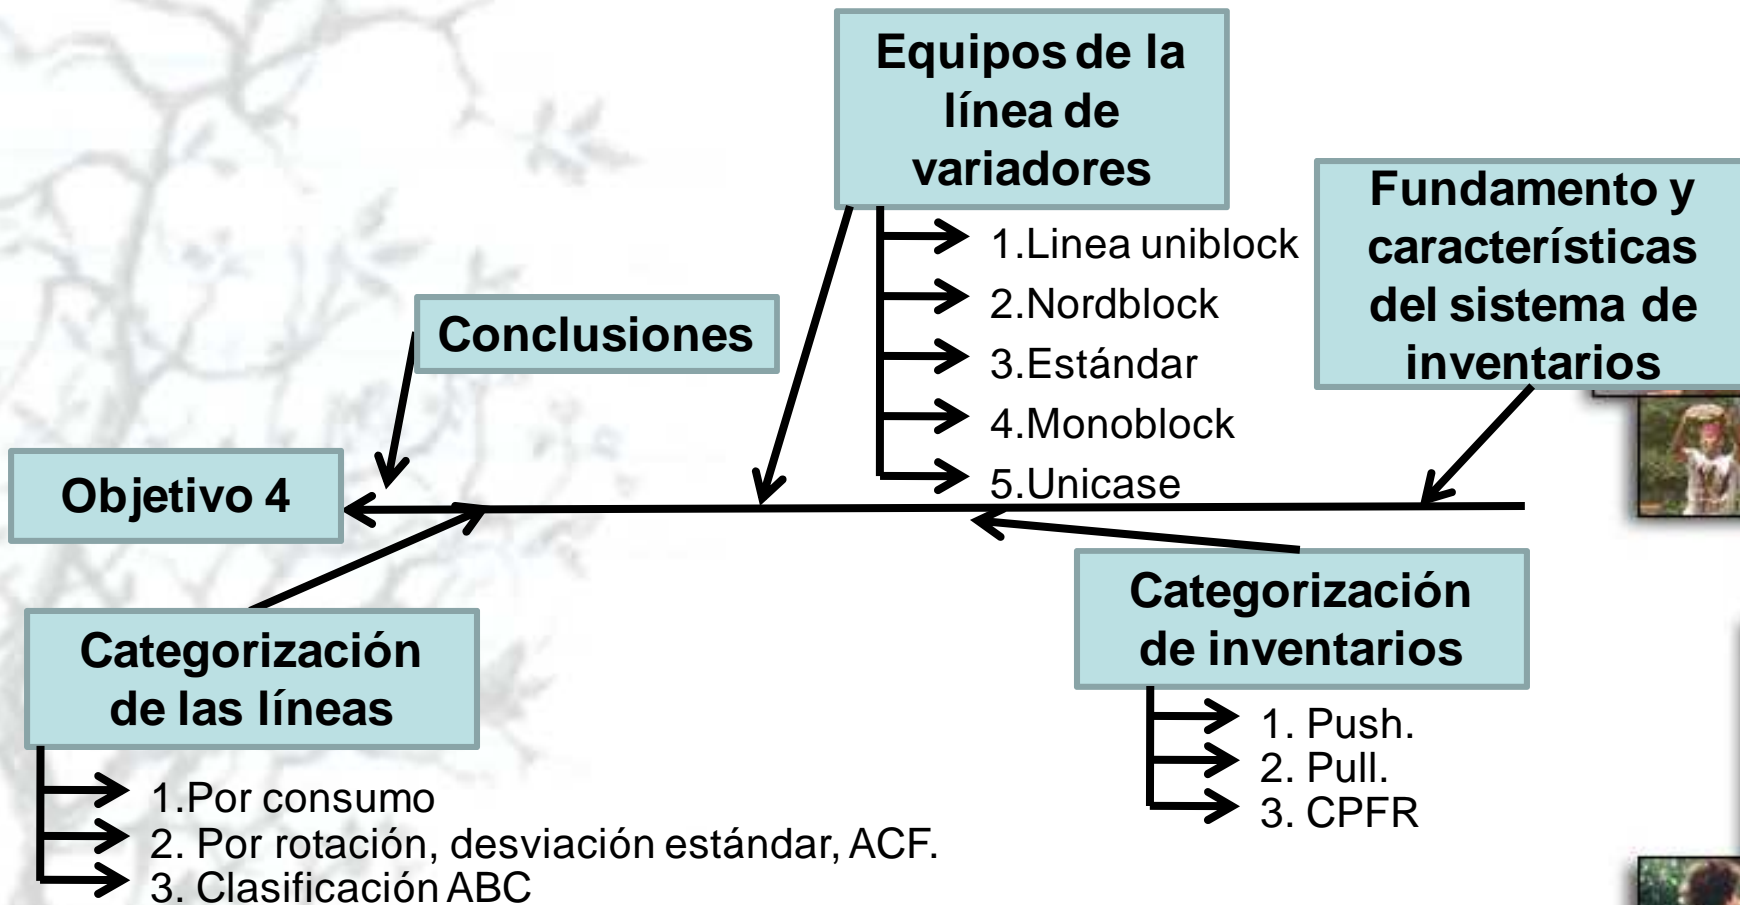 Equipos de la
línea de
variadores
1.Linea uniblock
2.Nordblock
3.Estándar
4.Monoblock
5.Unicase
Fundamento y
características
del sistema de
inventarios
Conclusiones
Objetivo 4
Categorización
de las líneas
1.Por consumo
2. Por rotación, desviación estándar, ACF.
3. Clasificación ABC
Categorización
de inventarios
1. Push.
2. Pull.
3. CPFR